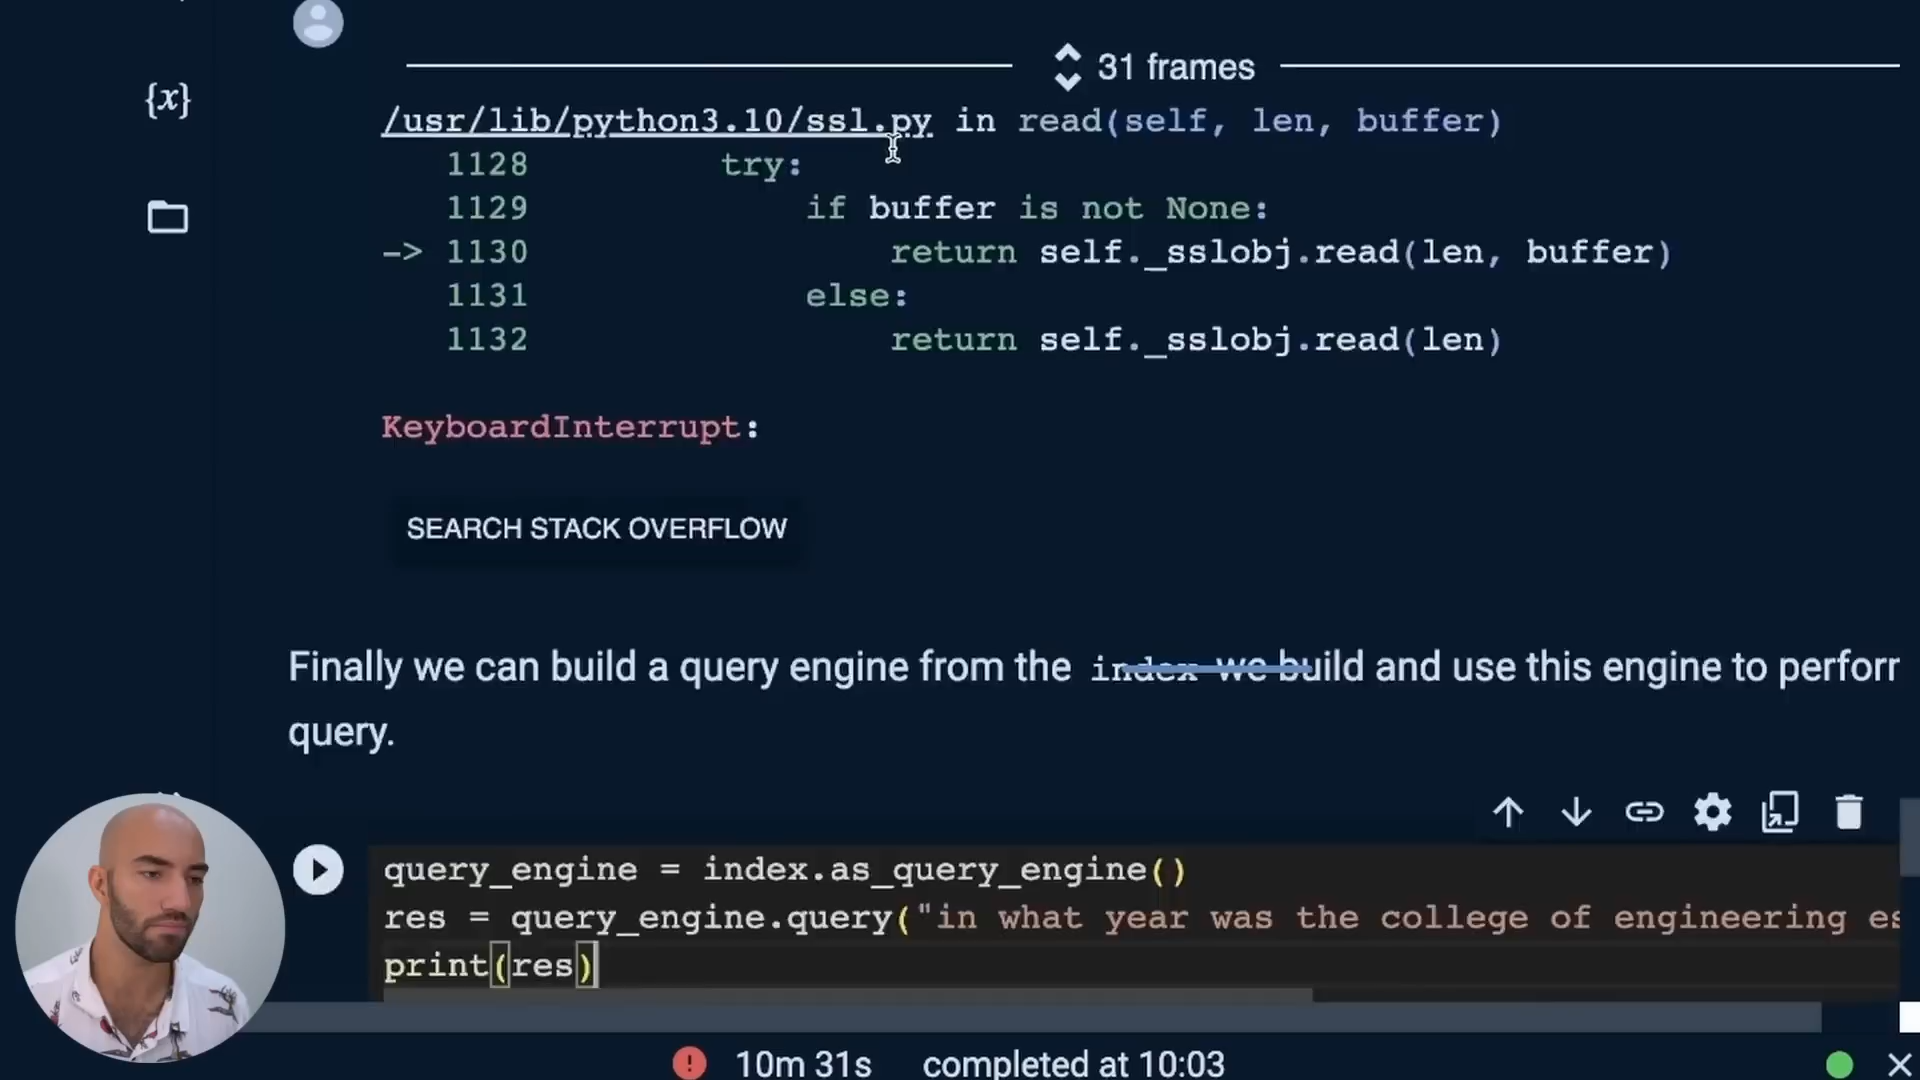 31 frames
{x}
/usr/lib/python3.10/ssl.py in read(self, len, buffer)
1128 try:
1129 if buffer is not None:
-> 1130 return self._sslobj.read(len, buffer)
1131 else:
1132 return self._sslobj.read(len)
KeyboardInterrupt:
SEARCH STACK OVERFLOW
Finally we can build a query engine from the index we build and use this engine to perforr
query.
query_engine = index.as_query_engine()
res = query_engine.query("in what year was the college of engineering es
print(res)
10m 31s completed at 10:03